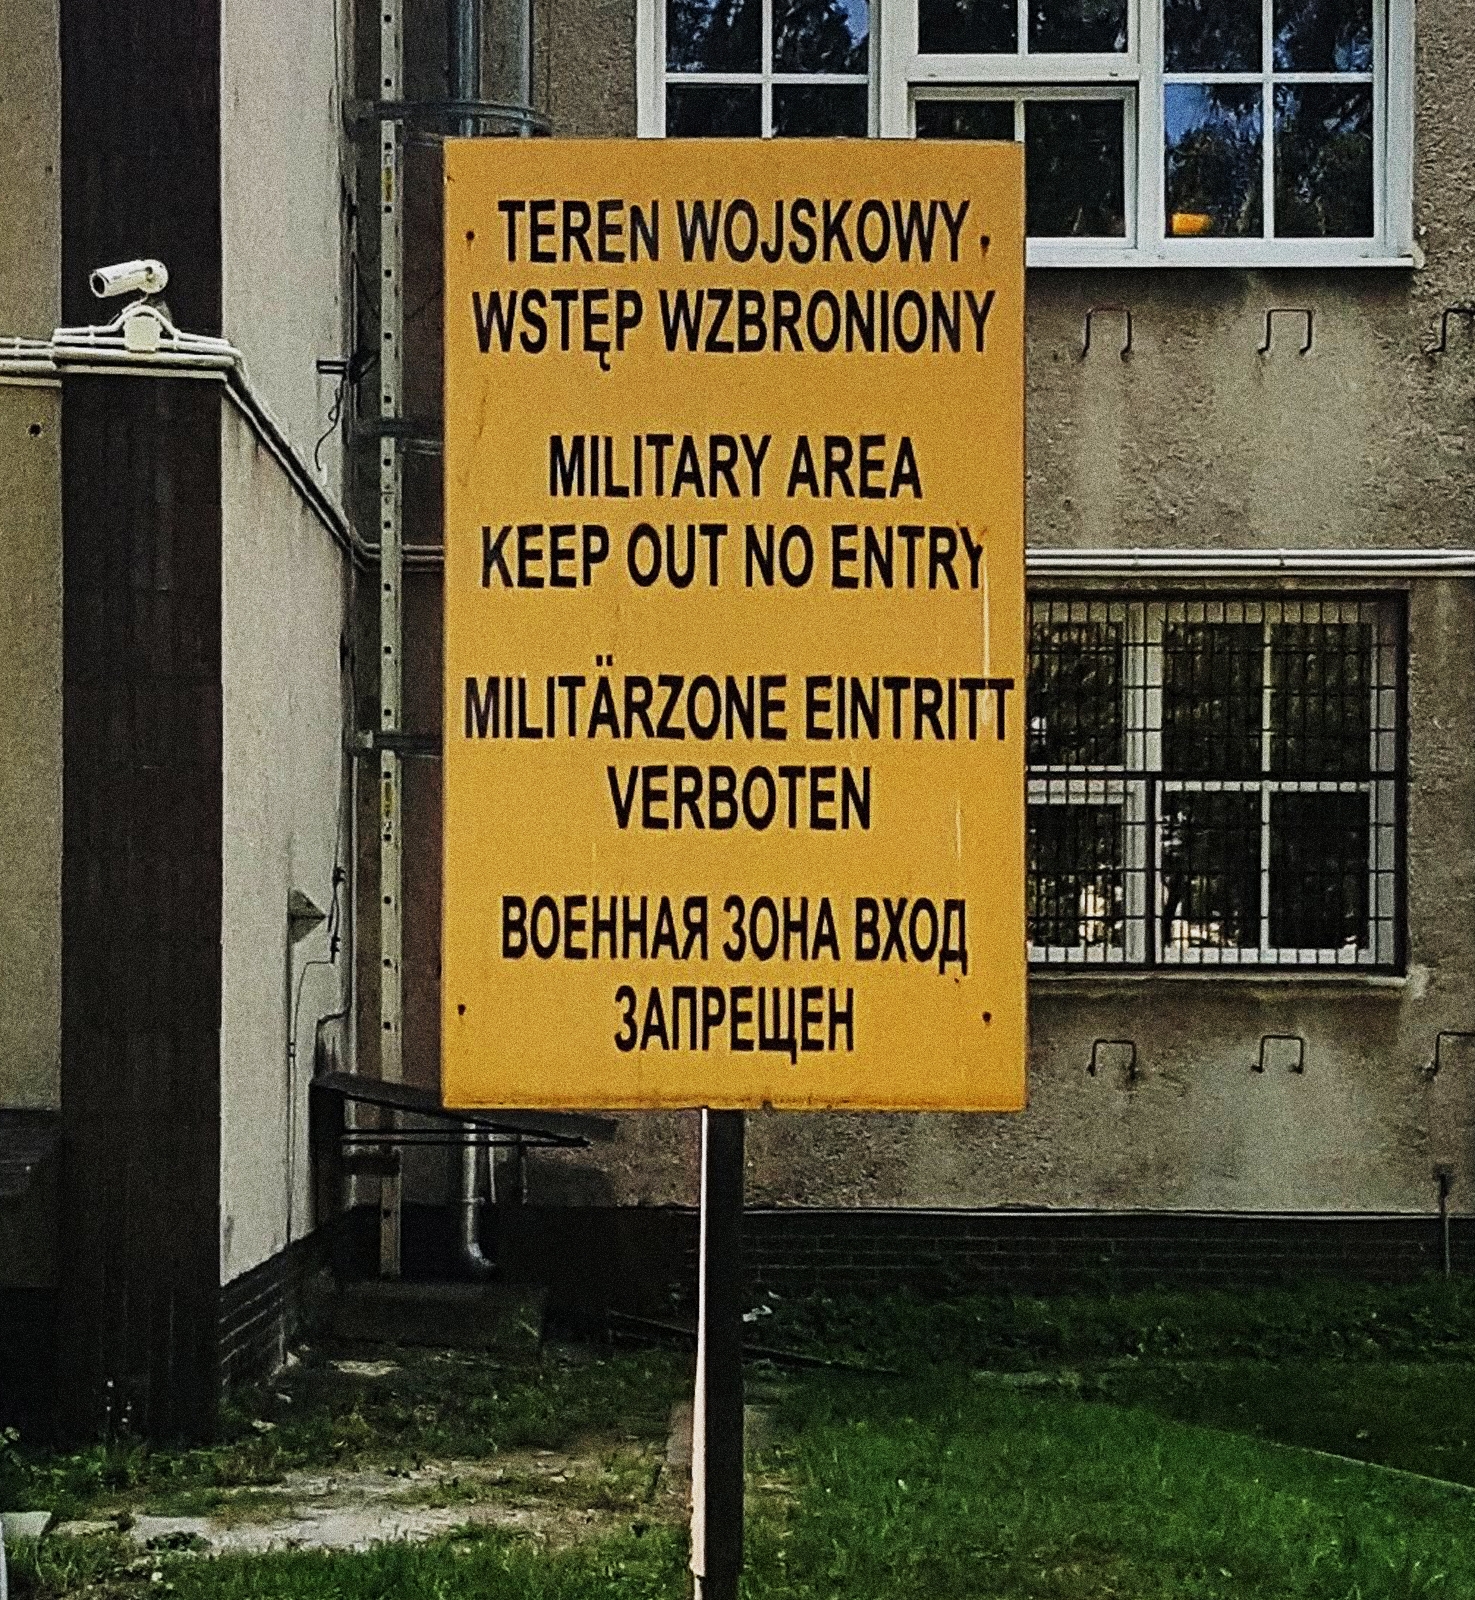 TEREN WOJSKOWY
WSTĘP WZBRONIONY
MILITARY AREA
KEEP OUT NO ENTRY
MILITÄRZONE EINTRITT
VERBOTEN
ВОЕННАЯ ЗОНА ВХОД
ЗАПРЕЩЕН